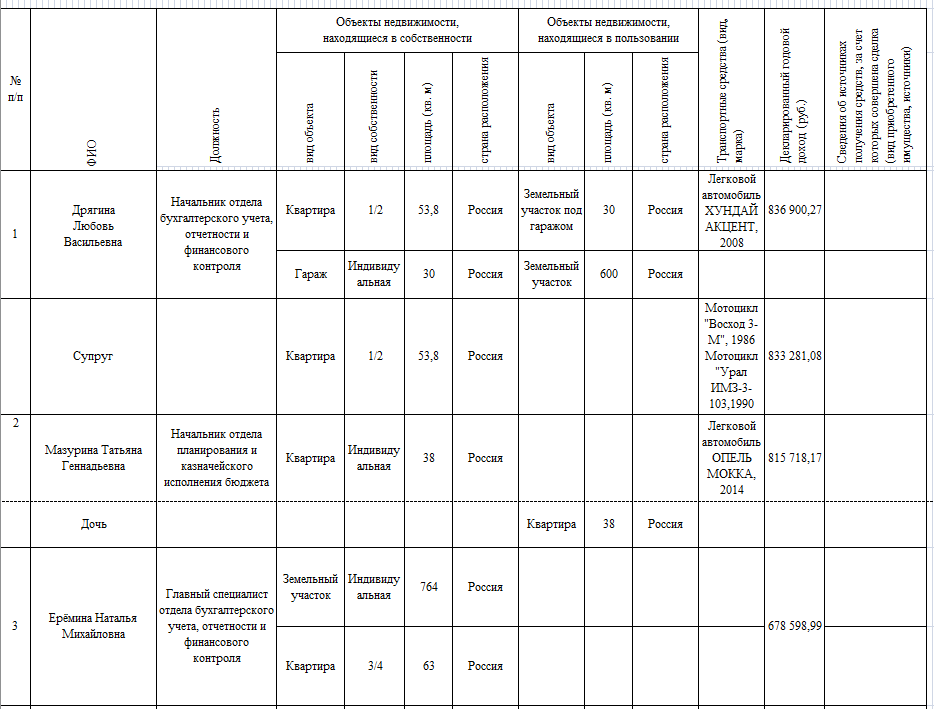 №
п/п
ФИО
Должность
Объекты недвижимости,
находящиеся в собственности
Объекты недвижимости,
находящиеся в пользовании
вид объекта
вид собственности
площадь (кв. м)
страна расположения
вид объекта
площадь (кв. м)
страна расположения
Транспортные средства (вид,
марка)
Декларированный годовой
доход (руб.)
Сведения об источниках
получения средств, за счет
которых совершена сделка
(вид приобретенного
имущества, источники)
1
Дрягина
Любовь
Васильевна
Начальник отдела
бухгалтерского учета,
отчетности и
финансового
контроля
Квартира
1/2
53,8
Россия
Земельный
участок под
гаражом
30
Россия
Легковой
автомобиль
ХУНДАЙ
АКЦЕНТ,
2008
836 900,27
Гараж
Индивиду
альная
30
Россия
Земельный
участок
600
Россия
Супруг
Квартира
1/2
53,8
Россия
Мотоцикл
"Восход 3-
М", 1986
Мотоцикл
"Урал
ИМЗ-3-
103,1990
833 281,08
2
Мазурина Татьяна
Геннадьевна
Начальник отдела
планирования и
казначейского
исполнения бюджета
Квартира
Индивиду
альная
38
Россия
Легковой
автомобиль
ОПЕЛЬ
МОККА,
2014
815 718,17
Дочь
Квартира
38
Россия
3
Ерёмина Наталья
Михайловна
Главный специалист
отдела бухгалтерского
учета, отчетности и
финансового
контроля
Земельный
участок
Индивиду
альная
764
Россия
678 598,99
Квартира
3/4
63
Россия